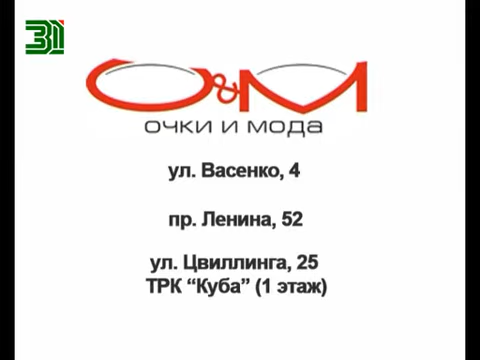 31
О&М
ОЧКИ И МОДА
ул. Васенко, 4
пр. Ленина, 52
ул. Цвиллинга, 25
ТРК “Куба” (1 этаж)